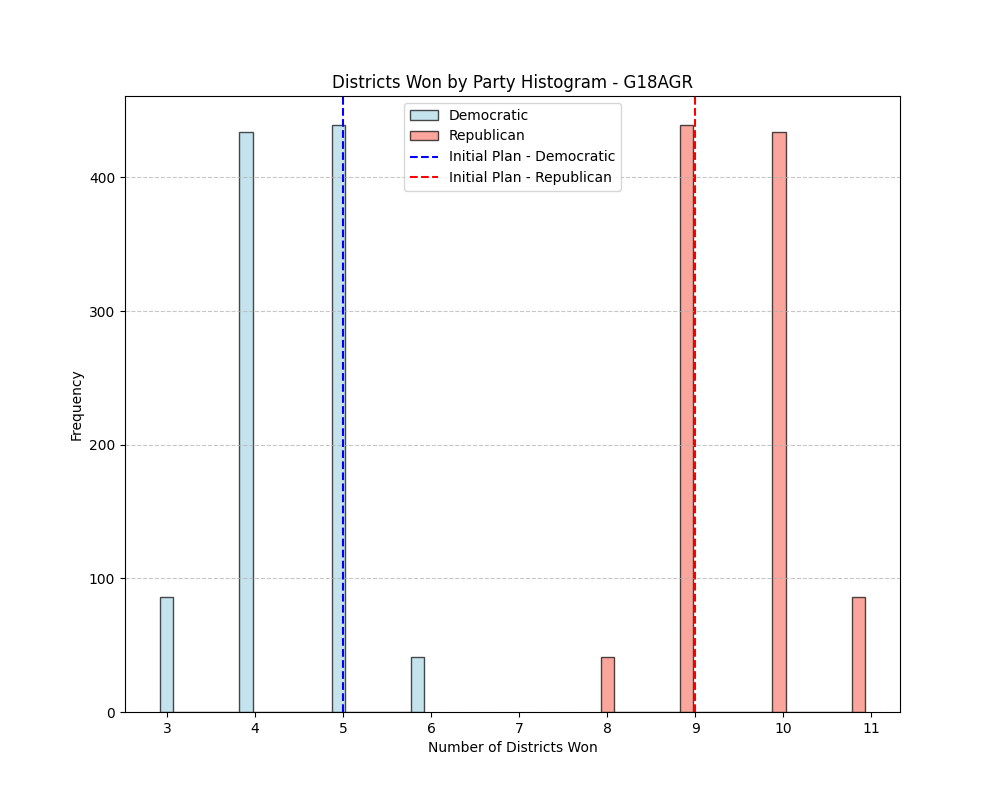 Districts Won by Party Histogram - G18AGR
Democratic
Republican
Initial Plan - Democratic
Initial Plan - Republican
400
300
200
100
0
Frequency
3 4 5 6 7 8 9 10 11
Number of Districts Won